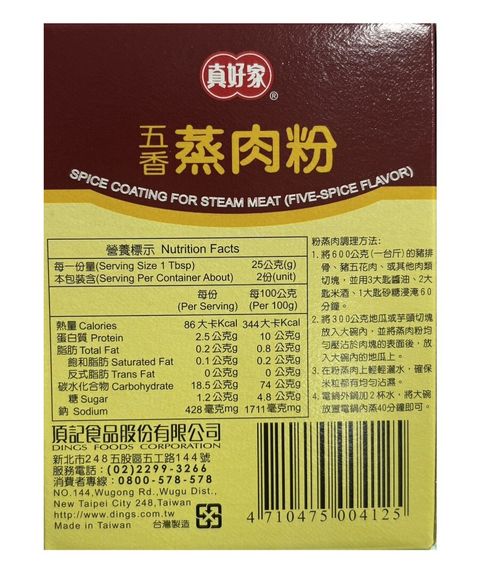 真好家®
五香蒸肉粉
SPICE COATING FOR STEAM MEAT (FIVE-SPICE FLAVOR)
營養標示 Nutrition Facts
每一份量(Serving Size 1 Tbsp) 25公克(g)
本包裝含(Serving Per Container About) 2份(unit)
每份 每100公克
(Per Serving) (Per 100g)
熱量 Calories 86大卡Kcal 344大卡Kcal
蛋白質 Protein 2.5公克g 10 公克g
脂肪 Total Fat 0.2公克g 0.8 公克g
飽和脂肪 Saturated Fat 0.1公克g 0.2 公克g
反式脂肪 Trans Fat 0 公克g 0 公克g
碳水化合物 Carbohydrate 18.5公克g 74 公克g
糖 Sugar 1.2公克g 4.8 公克g
鈉 Sodium 428毫克mg 1711毫克mg
粉蒸肉調理方法:
1.將600公克(一台斤)的豬排
骨、豬五花肉、或其他肉類
切塊，並用3大匙醬油、2大
匙米酒、1大匙砂糖浸淹60
分鐘。
2.將300公克地瓜或芋頭切塊
放入大碗內，並將蒸肉粉均
勻壓沾於肉塊的表面後，放
入大碗內的地瓜上。
3.在粉蒸肉上輕輕灑水，確保
米粒都有均勻沾濕。
4.電鍋外鍋加2杯水，將大碗
放置電鍋內蒸40分鐘即可。
頂記食品股份有限公司
DINGS FOODS CORPORATION
新北市248五股區五工路144號
服務電話:(02)2299-3266
消費者專線:0800-578-578
NO.144,Wugong Rd.,Wugu Dist.,
New Taipei City 248,Taiwan
http://www.dings.com.tw
Made in Taiwan 台灣製造
4 710475 004125